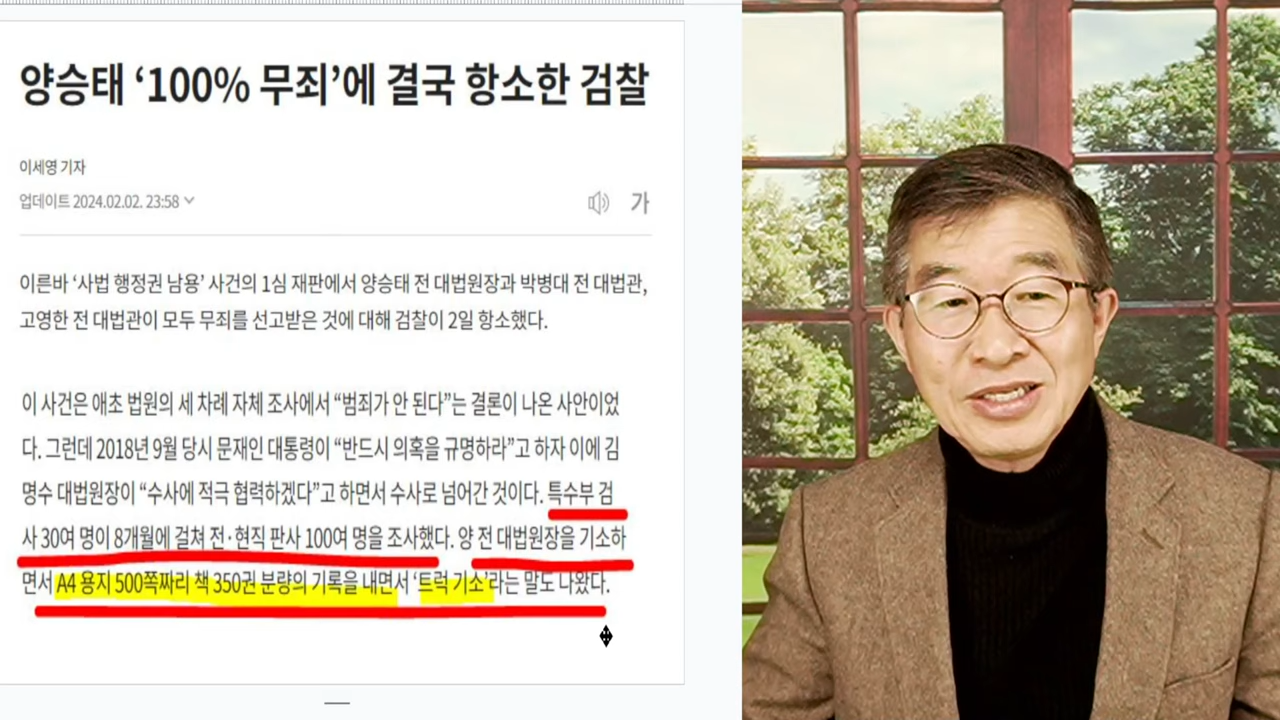 양승태 ‘100% 무죄’에 결국 항소한 검찰
이세영 기자
업데이트 2024.02.02. 23:58
가
이른바 ‘사법 행정권 남용’ 사건의 1심 재판에서 양승태 전 대법원장과 박병대 전 대법관,
고영한 전 대법관이 모두 무죄를 선고받은 것에 대해 검찰이 2일 항소했다.
이 사건은 애초 법원의 세 차례 자체 조사에서 “범죄가 안 된다”는 결론이 나온 사안이었
다. 그런데 2018년 9월 당시 문재인 대통령이 “반드시 의혹을 규명하라”고 하자 이에 김
명수 대법원장이 “수사에 적극 협력하겠다”고 하면서 수사로 넘어간 것이다. 특수부 검
사 30여 명이 8개월에 걸쳐 전·현직 판사 100여 명을 조사했다. 양 전 대법원장을 기소하
면서 A4 용지 500쪽짜리 책 350권 분량의 기록을 내면서 ‘트럭 기소’라는 말도 나왔다.